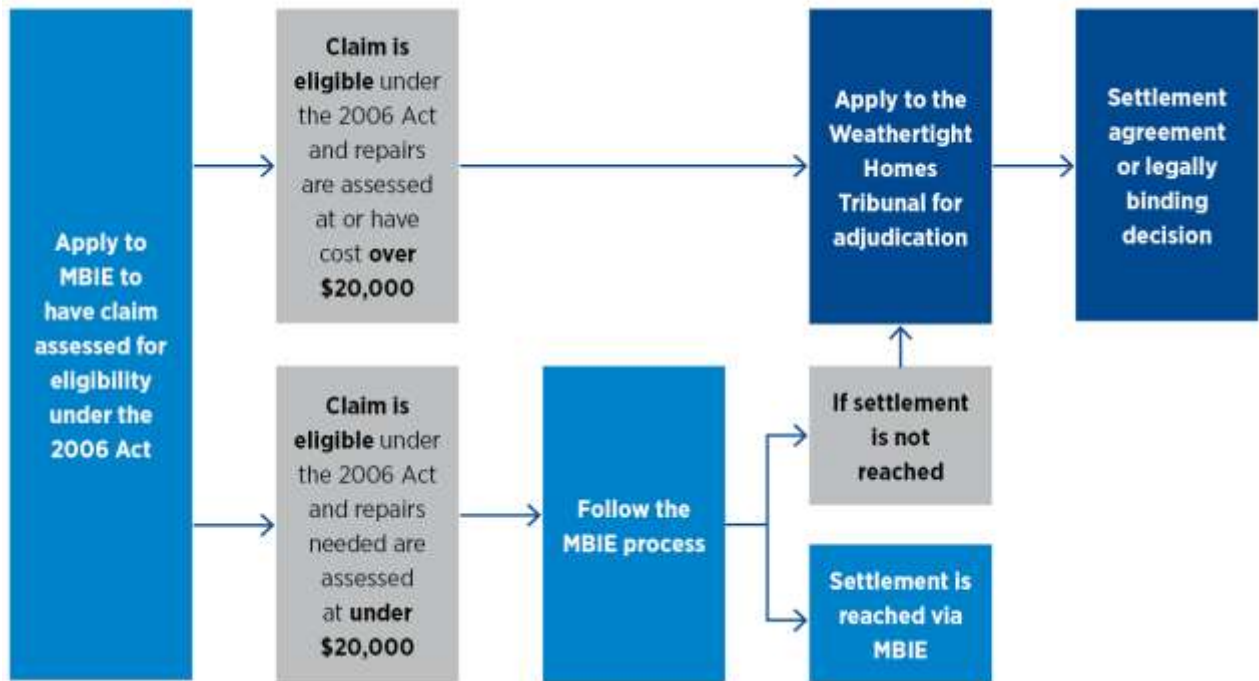 Apply to
MBIE to
have claim
assessed for
eligibility
under the
2006 Act
Claim is
eligible under
the 2006 Act
and repairs
are assessed
at or have
cost over
$20,000
Apply to the
Weathertight
Homes
Tribunal for
adjudication
Settlement
agreement
or legally
binding
decision
Claim is
eligible under
the 2006 Act
and repairs
needed are
assessed
at under
$20,000
Follow the
MBIE process
If settlement
is not
reached
Settlement is
reached via
MBIE